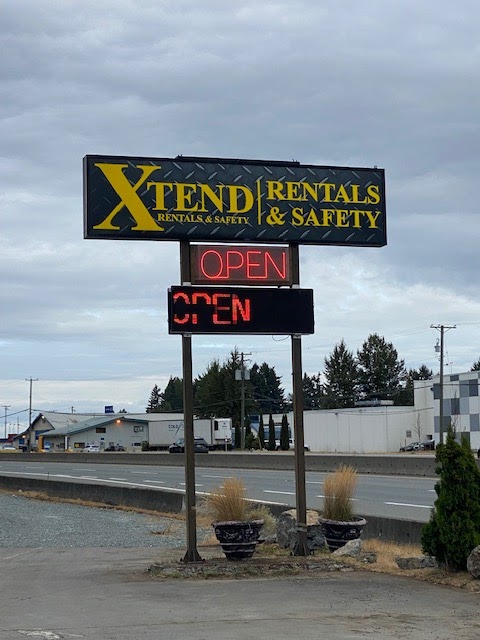 XTEND
RENTALS & SAFETY
RENTALS
& SAFETY
OPEN
OPEN